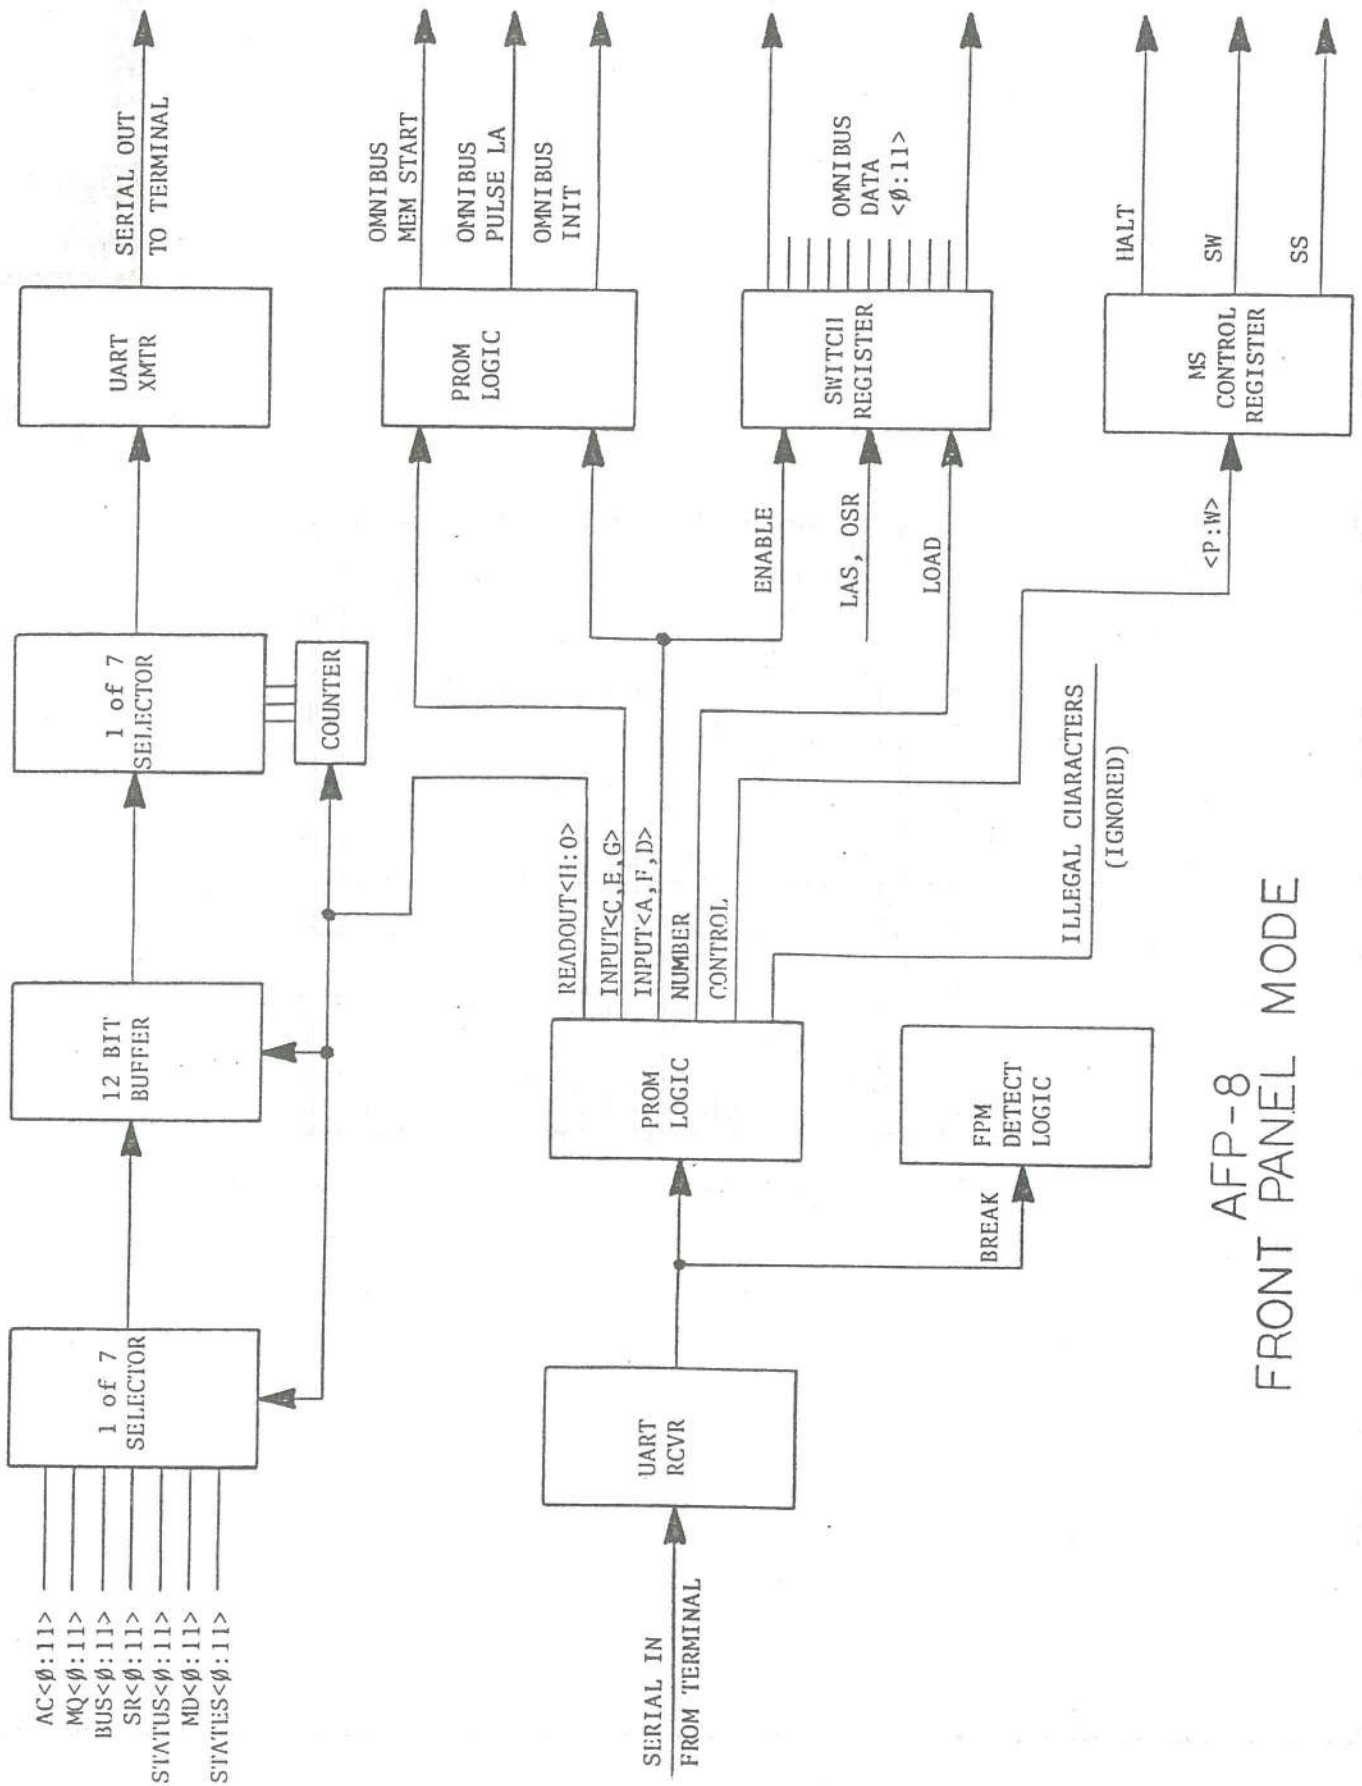 AC<Ø:11>
MQ<Ø:11>
BUS<Ø:11>
SR<Ø:11>
STATUS<Ø:11>
MD<Ø:11>
STATES<Ø:11>
1 of 7
SELECTOR
12 BIT
BUFFER
1 of 7
SELECTOR
COUNTER
UART
XMTR
SERIAL OUT
TO TERMINAL
SERIAL IN
FROM TERMINAL
UART
RCVR
PROM
LOGIC
BREAK
FPM
DETECT
LOGIC
READOUT<H:O>
INPUT<C,E,G>
INPUT<A,F,D>
NUMBER
CONTROL
ILLEGAL CHARACTERS
(IGNORED)
PROM
LOGIC
OMNIBUS
MEM START
OMNIBUS
PULSE LA
OMNIBUS
INIT
ENABLE
LAS, OSR
LOAD
SWITCH
REGISTER
OMNIBUS
DATA
<Ø:11>
<P:W>
MS
CONTROL
REGISTER
HALT
SW
SS
AFP-8
FRONT PANEL MODE